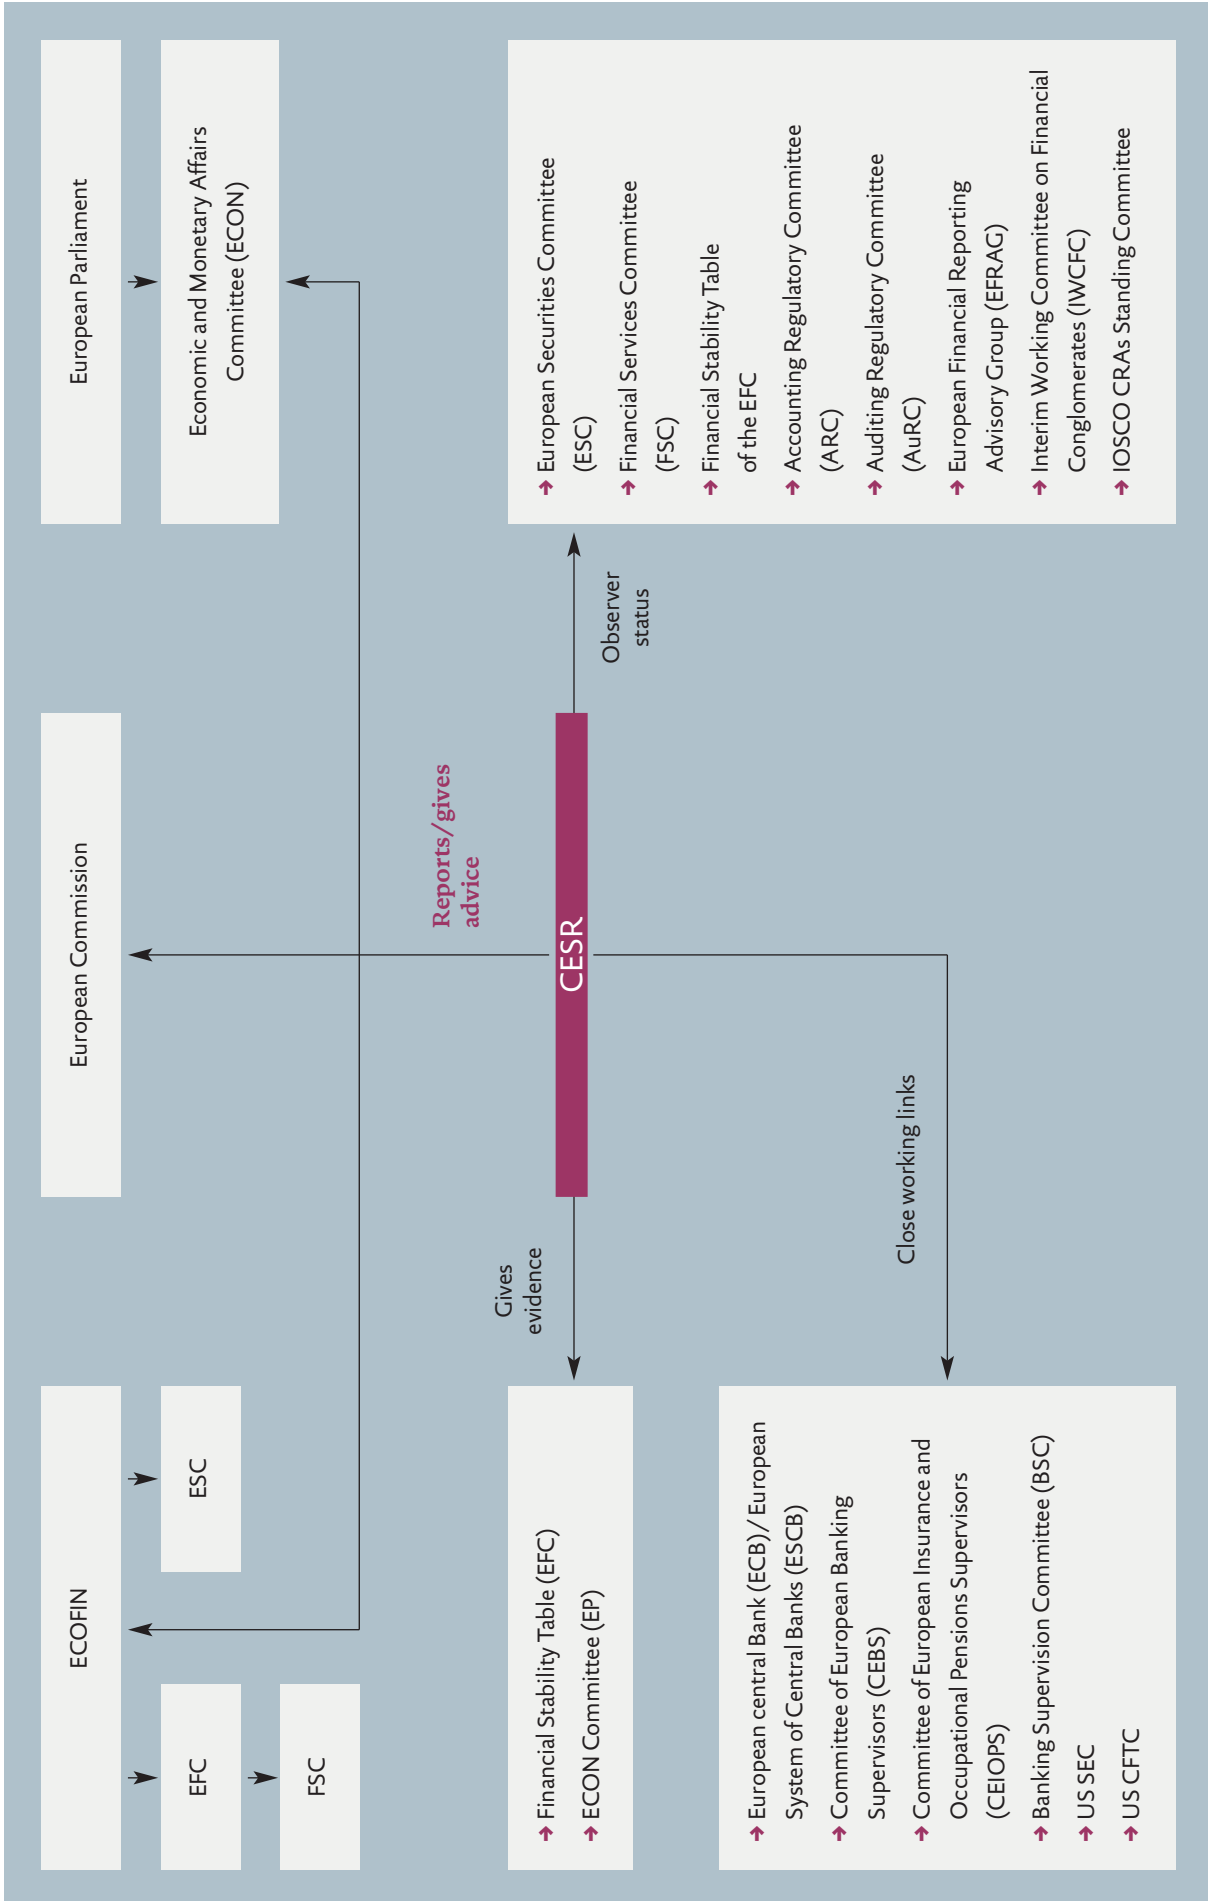 ECOFIN
EFC
FSC
ESC
European Commission
European Parliament
Economic and Monetary Affairs
Committee (ECON)
Reports/gives
advice
CESR
Gives
evidence
Financial Stability Table (EFC)
ECON Committee (EP)
Observer
status
European Securities Committee
(ESC)
Financial Services Committee
(FSC)
Financial Stability Table
of the EFC
Accounting Regulatory Committee
(ARC)
Auditing Regulatory Committee
(AuRC)
European Financial Reporting
Advisory Group (EFRAG)
Interim Working Committee on Financial
Conglomerates (IWCFC)
IOSCO CRAs Standing Committee
Close working links
European central Bank (ECB)/ European
System of Central Banks (ESCB)
Committee of European Banking
Supervisors (CEBS)
Committee of European Insurance and
Occupational Pensions Supervisors
(CEIOPS)
Banking Supervision Committee (BSC)
US SEC
US CFTC